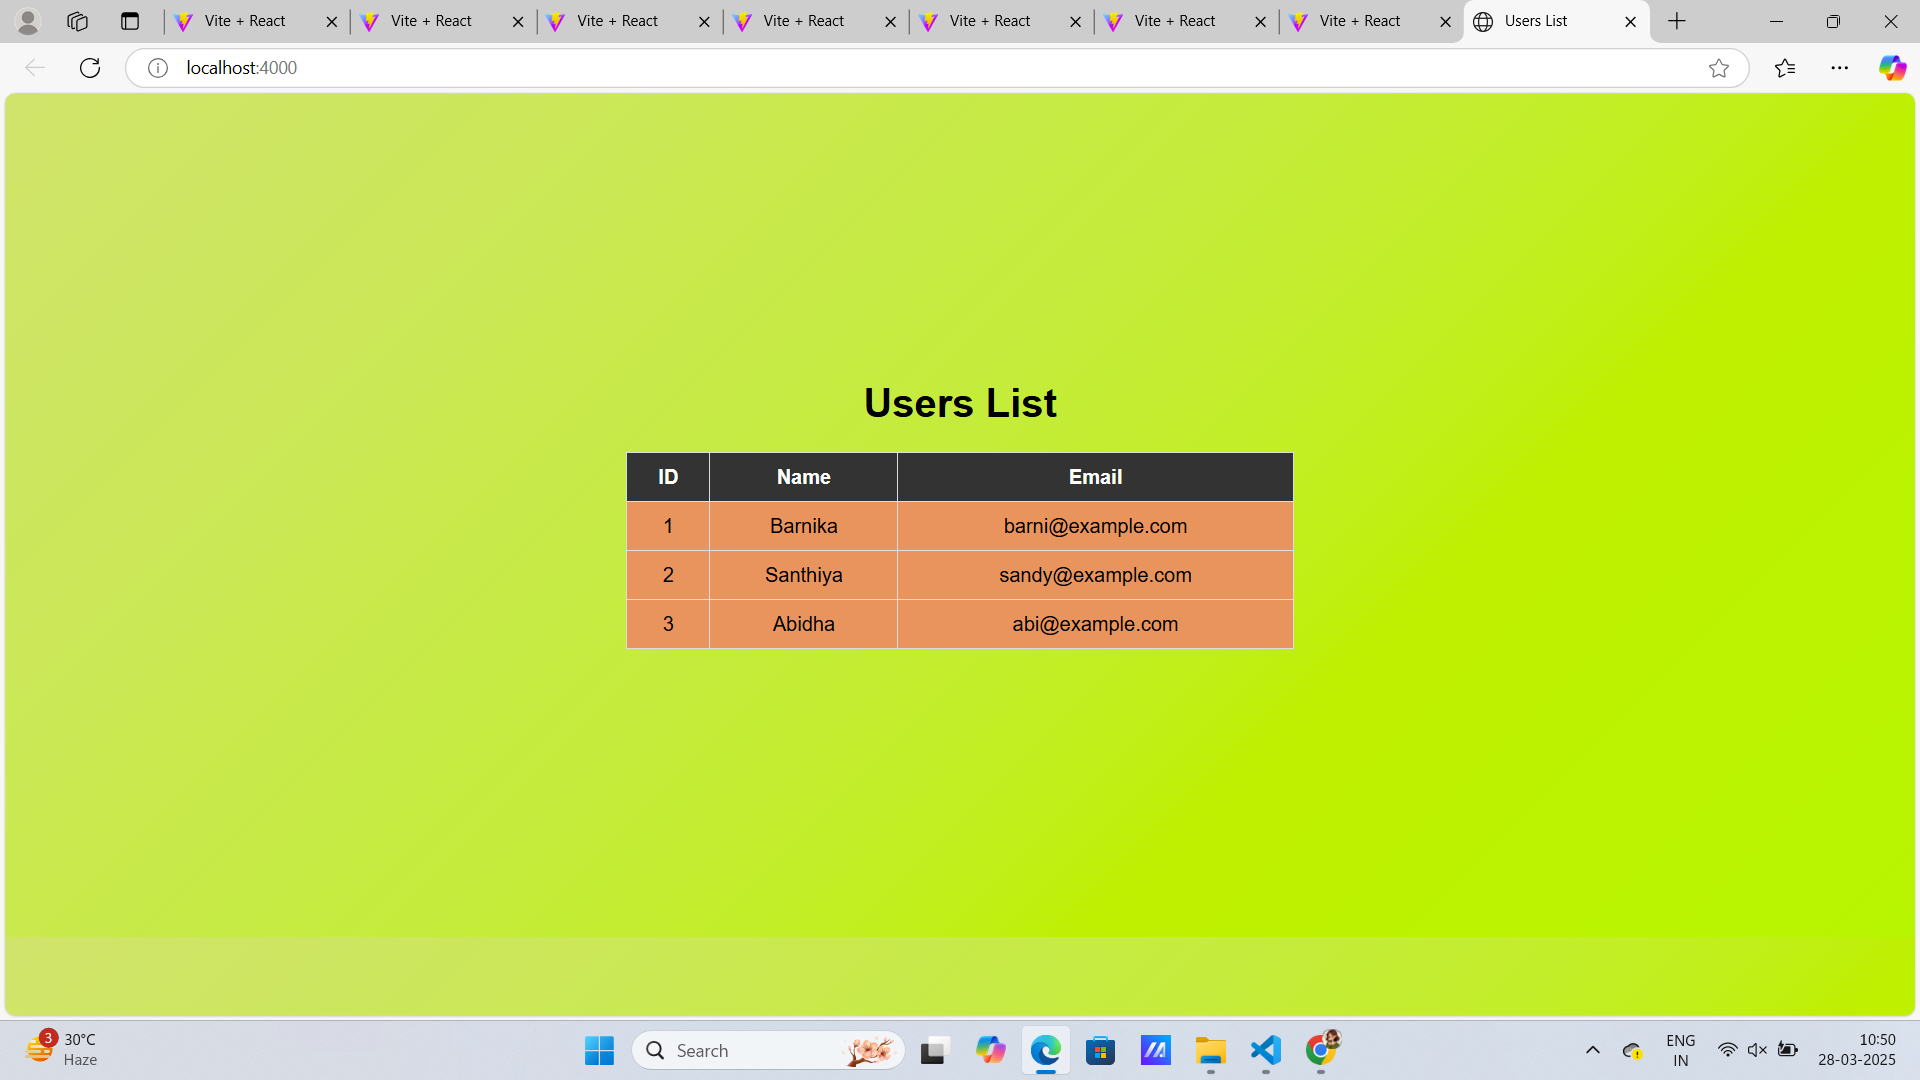 Vite + React Vite + React Vite + React Vite + React Vite + React Vite + React Vite + React Users List
localhost:4000
Users List
ID Name Email
1 Barnika barni@example.com
2 Santhiya sandy@example.com
3 Abidha abi@example.com
3 30°C
Haze
Search
ENG
IN
10:50
28-03-2025